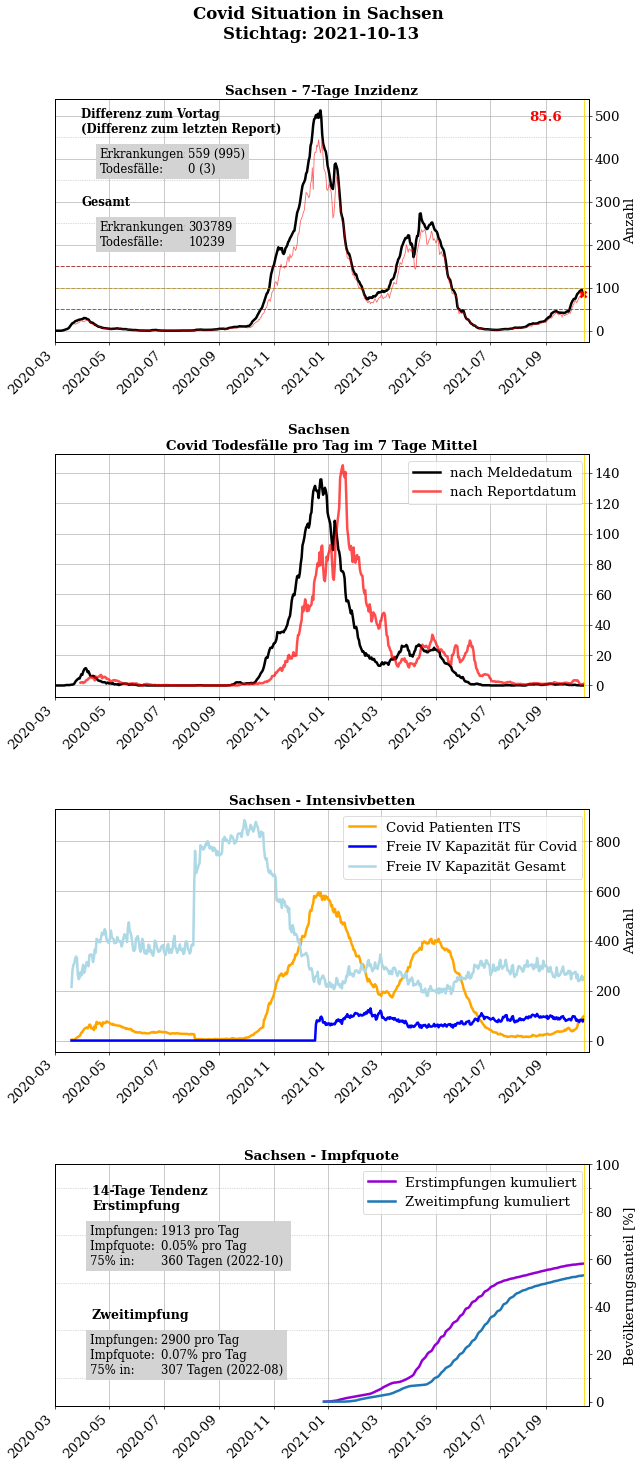 Covid Situation in Sachsen
Stichtag: 2021-10-13
Sachsen - 7-Tage Inzidenz
Differenz zum Vortag
(Differenz zum letzten Report)
Erkrankungen 559 (995)
Todesfälle: 0 (3)
Gesamt
Erkrankungen 303789
Todesfälle: 10239
85.6
500
400
300
200
100
0
Anzahl
2020-03
2020-05
2020-07
2020-09
2020-11
2021-01
2021-03
2021-05
2021-07
2021-09
Sachsen
Covid Todesfälle pro Tag im 7 Tage Mittel
nach Meldedatum
nach Reportdatum
140
120
100
80
60
40
20
0
2020-03
2020-05
2020-07
2020-09
2020-11
2021-01
2021-03
2021-05
2021-07
2021-09
Sachsen - Intensivbetten
Covid Patienten ITS
Freie IV Kapazität für Covid
Freie IV Kapazität Gesamt
800
600
400
200
0
Anzahl
2020-03
2020-05
2020-07
2020-09
2020-11
2021-01
2021-03
2021-05
2021-07
2021-09
Sachsen - Impfquote
14-Tage Tendenz
Erstimpfung
Impfungen: 1913 pro Tag
Impfquote: 0.05% pro Tag
75% in: 360 Tagen (2022-10)
Zweitimpfung
Impfungen: 2900 pro Tag
Impfquote: 0.07% pro Tag
75% in: 307 Tagen (2022-08)
Erstimpfungen kumuliert
Zweitimpfung kumuliert
100
80
60
40
20
0
Bevölkerungsanteil [%]
2020-03
2020-05
2020-07
2020-09
2020-11
2021-01
2021-03
2021-05
2021-07
2021-09